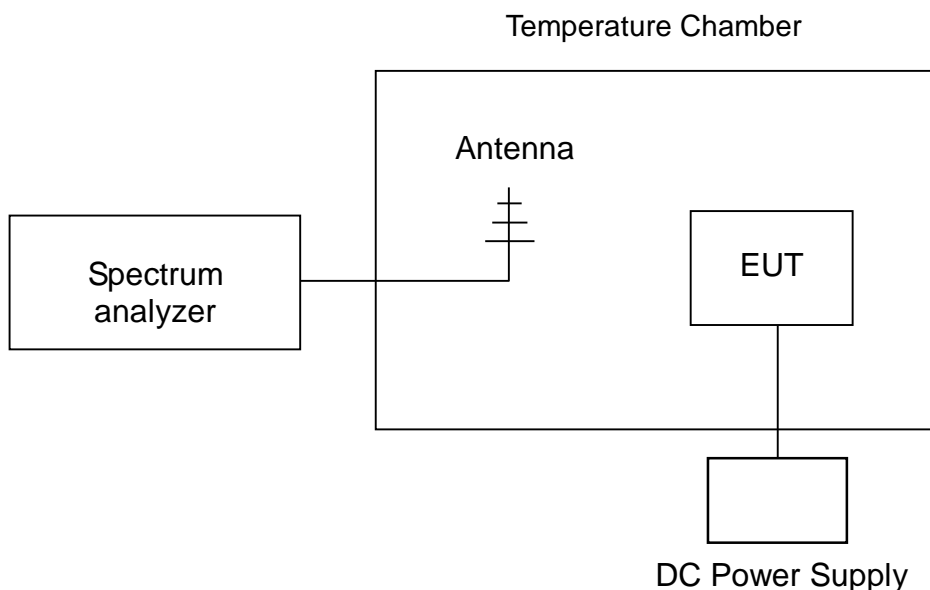 Temperature Chamber
Antenna
Spectrum
analyzer
EUT
DC Power Supply